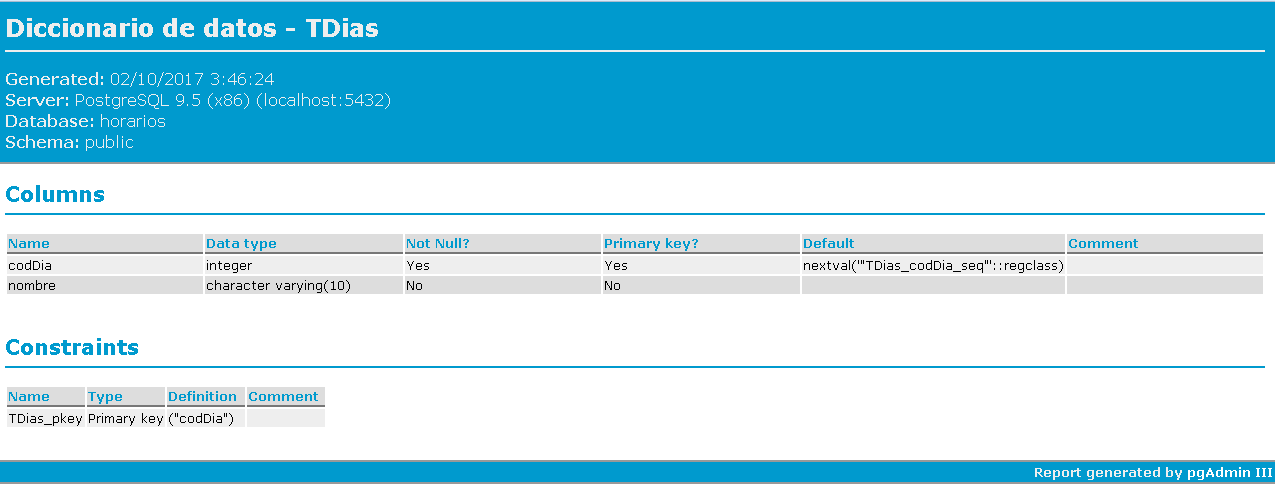 Diccionario de datos - TDias
Generated: 02/10/2017 3:46:24
Server: PostgreSQL 9.5 (x86) (localhost:5432)
Database: horarios
Schema: public
Columns
Name Data type Not Null? Primary key? Default Comment
codDia integer Yes Yes nextval('"TDias_codDia_seq"'::regclass)
nombre character varying(10) No No
Constraints
Name Type Definition Comment
TDias_pkey Primary key ("codDia")
Report generated by pgAdmin III